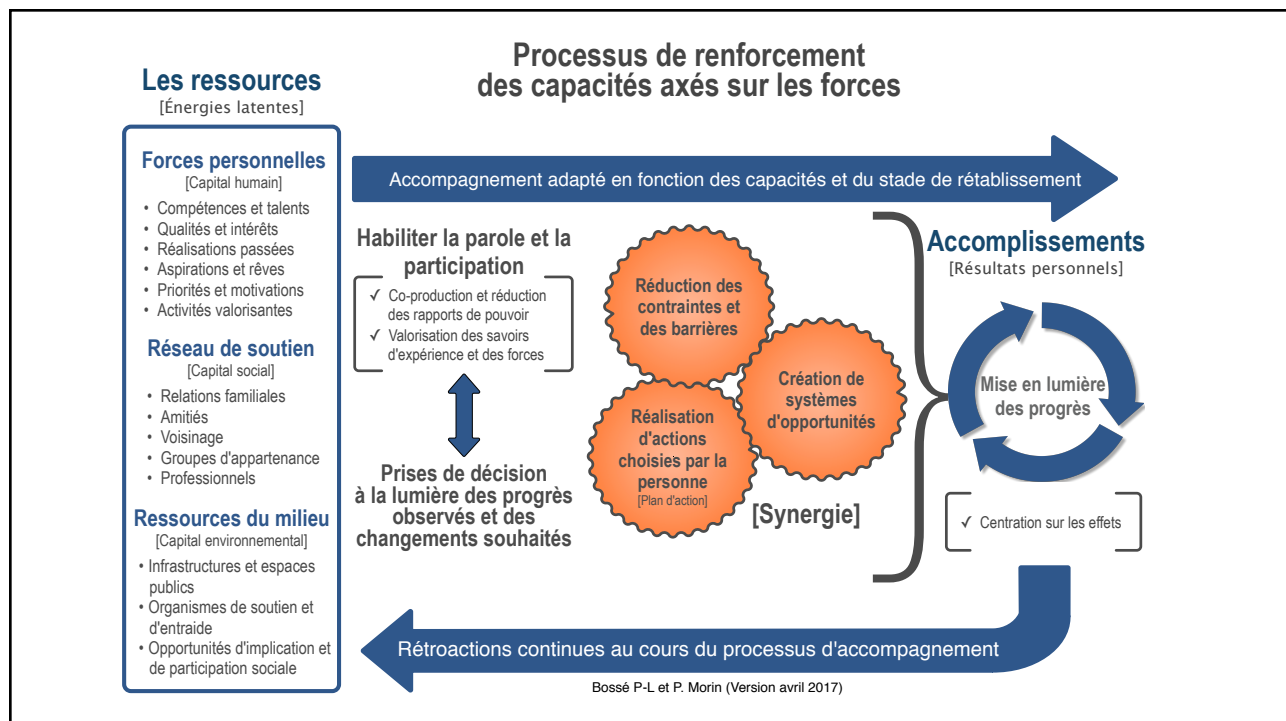 Processus de renforcement
des capacités axés sur les forces
Les ressources
[Énergies latentes]
Forces personnelles
[Capital humain]
• Compétences et talents
• Qualités et intérêts
• Réalisations passées
• Aspirations et rêves
• Priorités et motivations
• Activités valorisantes
Réseau de soutien
[Capital social]
• Relations familiales
• Amitiés
• Voisinage
• Groupes d'appartenance
• Professionnels
Ressources du milieu
[Capital environnemental]
• Infrastructures et espaces
publics
• Organismes de soutien et
d'entraide
• Opportunités d'implication et
de participation sociale
Accompagnement adapté en fonction des capacités et du stade de rétablissement
Habiliter la parole et la
participation
✓ Co-production et réduction
des rapports de pouvoir
✓ Valorisation des savoirs
d'expérience et des forces
Prises de décision
à la lumière des progrès
observés et des
changements souhaités
Réduction des
contraintes et
des barrières
Création de
systèmes
d'opportunités
Réalisation
d'actions
choisies par la
personne
[Plan d'action]
[Synergie]
Accomplissements
[Résultats personnels]
Mise en lumière
des progrès
✓ Centration sur les effets
Rétroactions continues au cours du processus d'accompagnement
Bossé P-L et P. Morin (Version avril 2017)